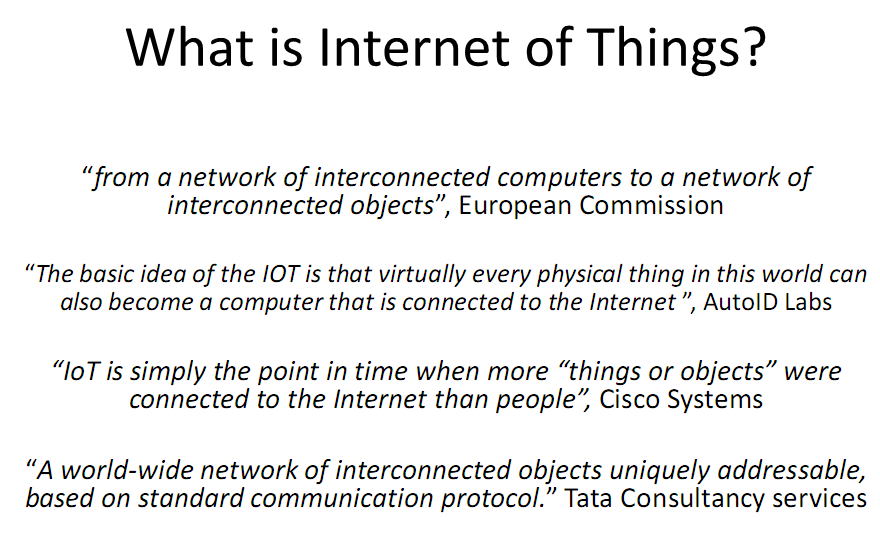 What is Internet of Things?
“from a network of interconnected computers to a network of
interconnected objects”, European Commission
“The basic idea of the IOT is that virtually every physical thing in this world can
also become a computer that is connected to the Internet ”, AutoID Labs
“IoT is simply the point in time when more “things or objects” were
connected to the Internet than people”, Cisco Systems
“A world-wide network of interconnected objects uniquely addressable,
based on standard communication protocol.” Tata Consultancy services